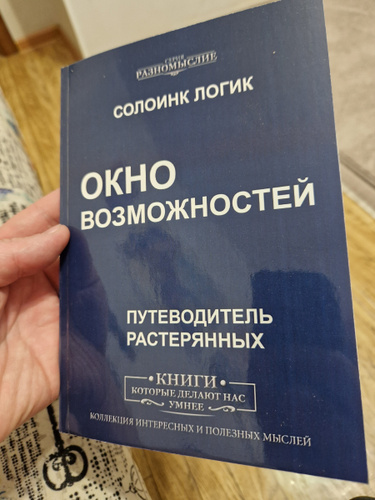 СЕРИЯ
РАЗНОМЫСЛИЕ
СОЛОИНК ЛОГИК
ОКНО
ВОЗМОЖНОСТЕЙ
ПУТЕВОДИТЕЛЬ
РАСТЕРЯННЫХ
• КНИГИ •
КОТОРЫЕ ДЕЛАЮТ НАС
УМНЕЕ
КОЛЛЕКЦИЯ ИНТЕРЕСНЫХ И ПОЛЕЗНЫХ МЫСЛЕЙ